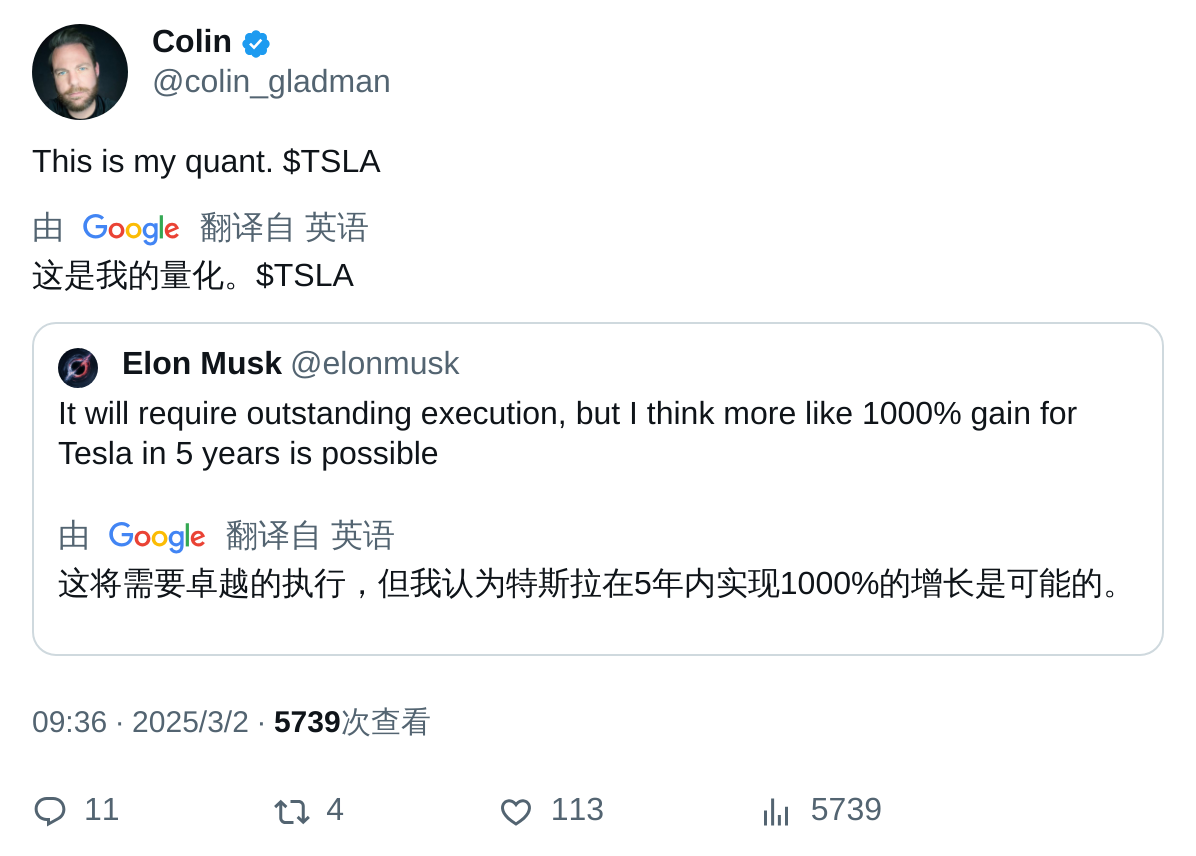 Colin
@colin_gladman
This is my quant. $TSLA
由 Google 翻译自 英语
这是我的量化。$TSLA
Elon Musk @elonmusk
It will require outstanding execution, but I think more like 1000% gain for
Tesla in 5 years is possible
由 Google 翻译自 英语
这将需要卓越的执行，但我认为特斯拉在5年内实现1000%的增长是可能的。
09:36 · 2025/3/2 · 5739次查看
11 4 113 5739